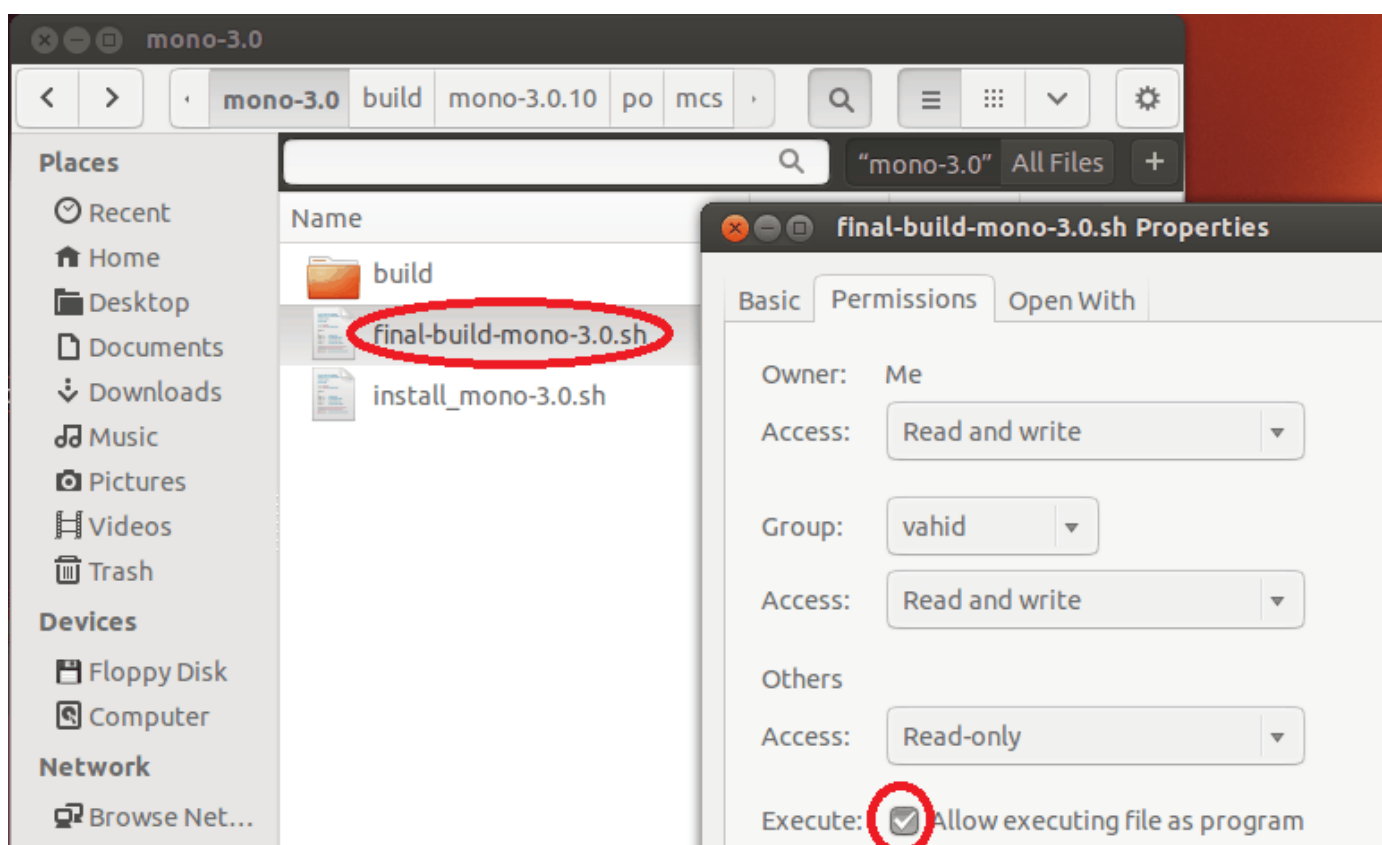 mono-3.0
mono-3.0 build mono-3.0.10 po mcs
"mono-3.0" All Files +
Places
Recent
Home
Desktop
Documents
Downloads
Music
Pictures
Videos
Trash
Devices
Floppy Disk
Computer
Network
Browse Net...
Name
build
final-build-mono-3.0.sh
install_mono-3.0.sh
final-build-mono-3.0.sh Properties
Basic Permissions Open With
Owner: Me
Access: Read and write
Group: vahid
Access: Read and write
Others
Access: Read-only
Execute: Allow executing file as program